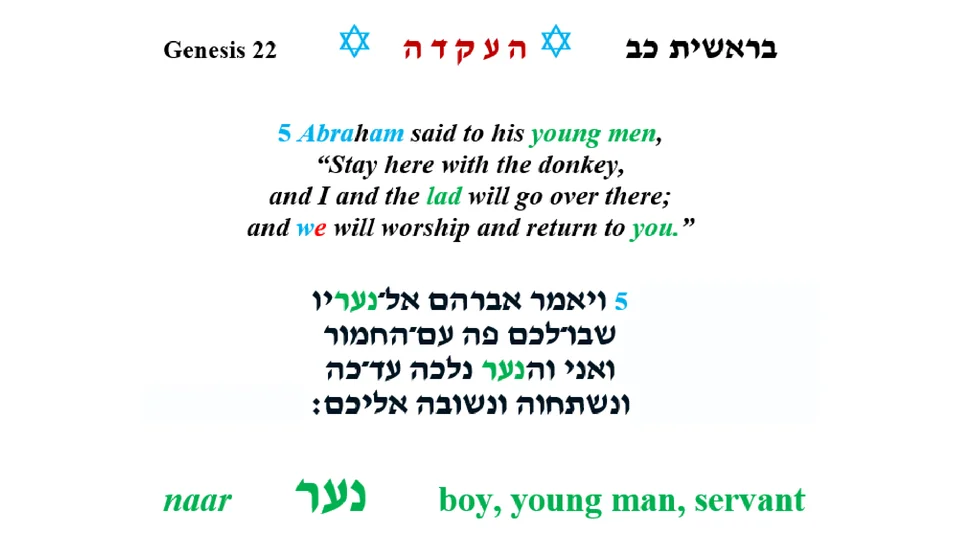 Genesis 22 ✡ ה ע ק ד ה ✡ בראשית כב
5 Abraham said to his young men,
“Stay here with the donkey,
and I and the lad will go over there;
and we will worship and return to you.”
5 ויאמר אברהם אל־נעריו
שבו־לכם פה עם־החמור
ואני והנער נלכה עד־כה
ונשתחוה ונשובה אליכם:
naar נער boy, young man, servant